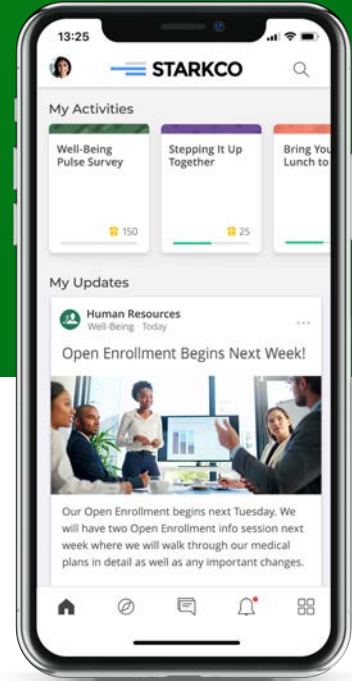 13:25
STARKCO
My Activities
Well-Being
Pulse Survey
150
Stepping It Up
Together
25
Bring You
Lunch to
My Updates
Human Resources
Well-Being · Today
Open Enrollment Begins Next Week!
Our Open Enrollment begins next Tuesday. We
will have two Open Enrollment info session next
week where we will walk through our medical
plans in detail as well as any important changes.